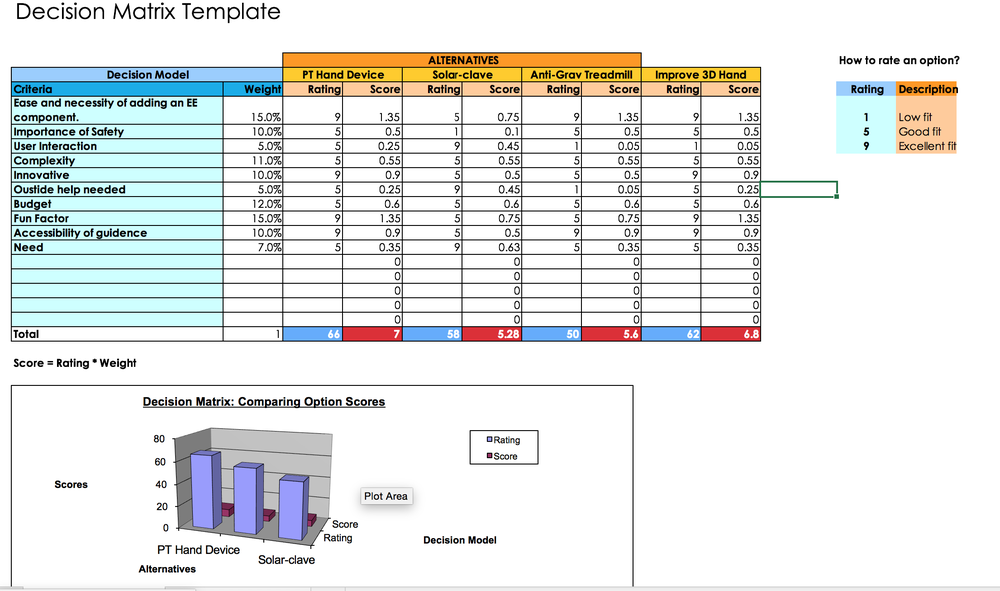 Decision Matrix Template
ALTERNATIVES
How to rate an option?
Decision Model PT Hand Device Solar-clave Anti-Grav Treadmill Improve 3D Hand
Criteria Weight Rating Score Rating Score Rating Score Rating Score
Rating Description
Ease and necessity of adding an EE
component. 15.0% 9 1.35 5 0.75 9 1.35 9 1.35
1 Low fit
Importance of Safety 10.0% 5 0.5 1 0.1 5 0.5 5 0.5
5 Good fit
User Interaction 5.0% 5 0.25 9 0.45 1 0.05 1 0.05
9 Excellent fit
Complexity 11.0% 5 0.55 5 0.55 5 0.55 5 0.55
Innovative 10.0% 9 0.9 5 0.5 5 0.5 9 0.9
Oustide help needed 5.0% 5 0.25 9 0.45 1 0.05 5 0.25
Budget 12.0% 5 0.6 5 0.6 5 0.6 5 0.6
Fun Factor 15.0% 9 1.35 5 0.75 5 0.75 9 1.35
Accessibility of guidence 10.0% 9 0.9 5 0.5 9 0.9 9 0.9
Need 7.0% 5 0.35 9 0.63 5 0.35 5 0.35
0 0 0 0
0 0 0 0
0 0 0 0
0 0 0 0
0 0 0 0
Total 1 66 7 58 5.28 50 5.6 62 6.8
Score = Rating * Weight
Decision Matrix: Comparing Option Scores
80
60
40
20
0
Scores
Rating
Score
Plot Area
Score
Rating
PT Hand Device
Solar-clave
Decision Model
Alternatives